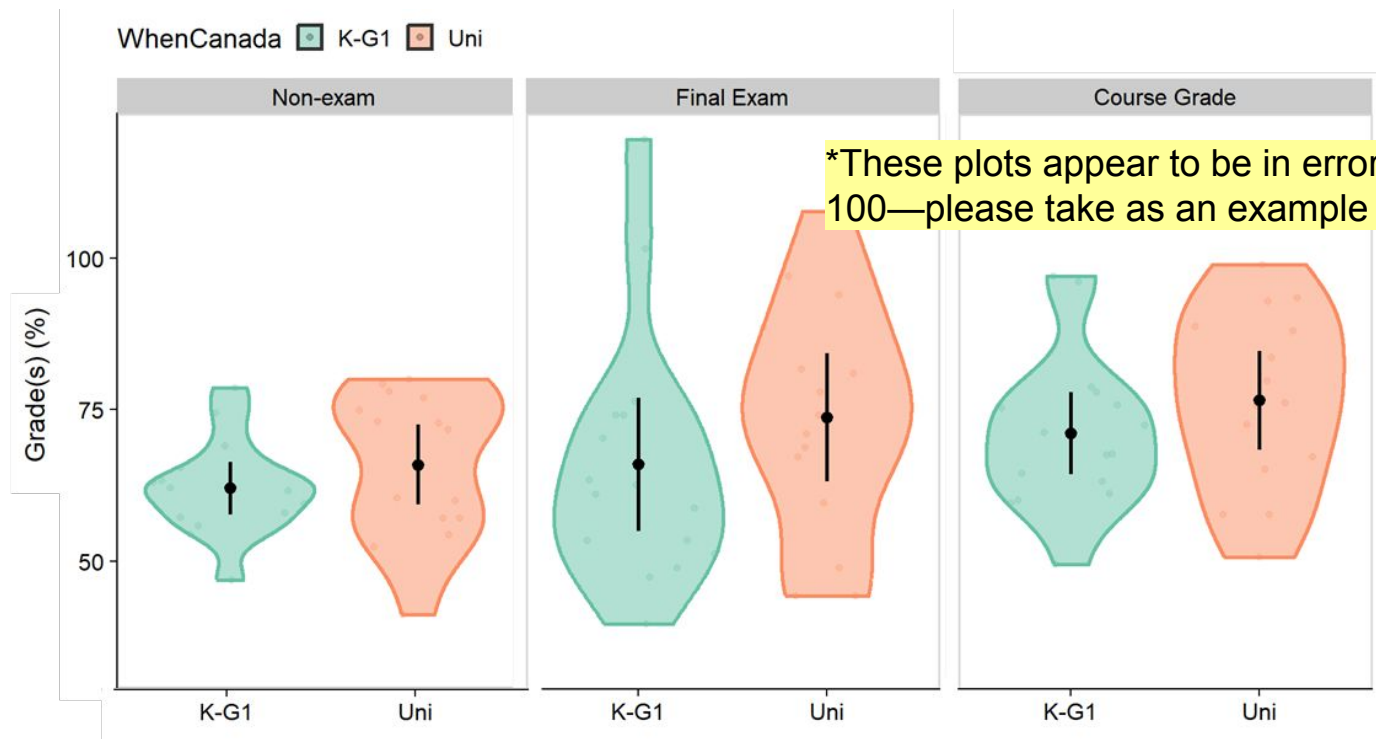 WhenCanada K-G1 Uni
Non-exam Final Exam Course Grade
*These plots appear to be in error
100—please take as an example
100
75
50
Grade(s) (%)
K-G1 Uni K-G1 Uni K-G1 Uni